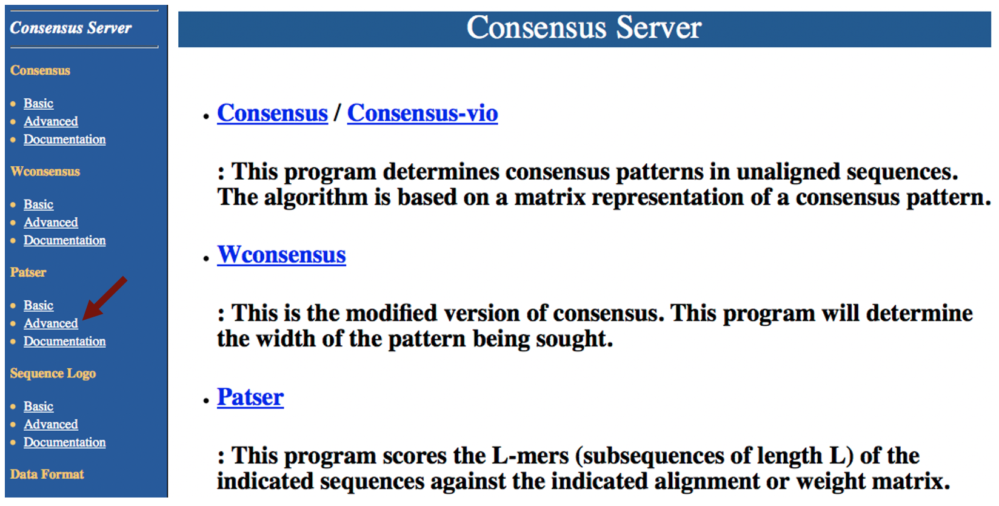 Consensus Server
Consensus
Basic
Advanced
Documentation
Wconsensus
Basic
Advanced
Documentation
Patser
Basic
Advanced
Documentation
Sequence Logo
Basic
Advanced
Documentation
Data Format
Consensus Server
Consensus / Consensus-vio
: This program determines consensus patterns in unaligned sequences.
The algorithm is based on a matrix representation of a consensus pattern.
Wconsensus
: This is the modified version of consensus. This program will determine
the width of the pattern being sought.
Patser
: This program scores the L-mers (subsequences of length L) of the
indicated sequences against the indicated alignment or weight matrix.